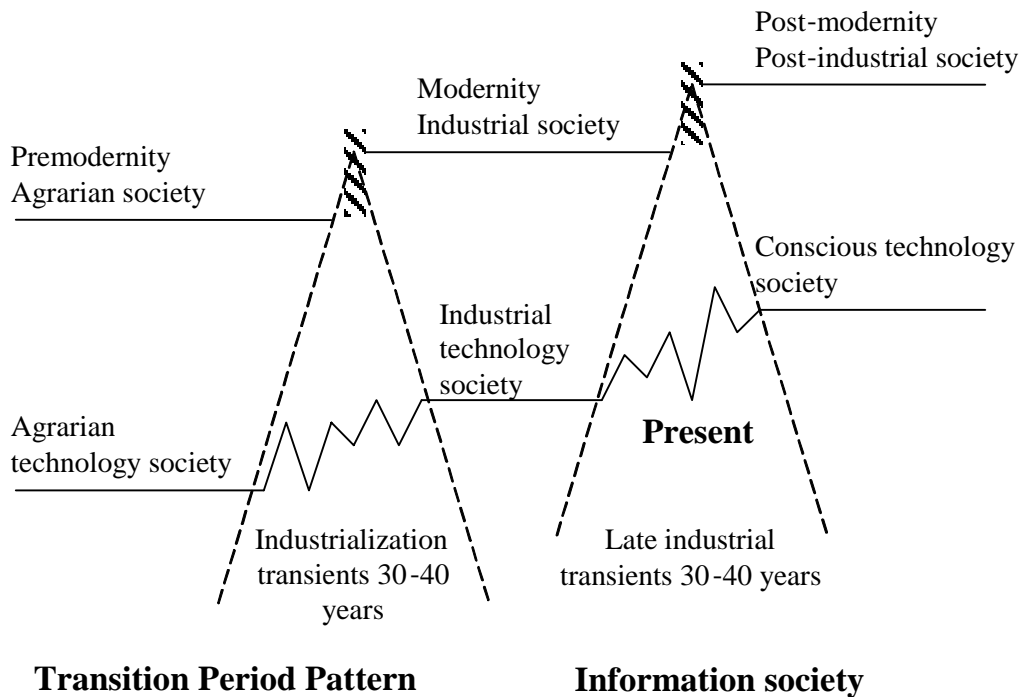 Post-modernity
Post-industrial society
Modernity
Industrial society
Premodernity
Agrarian society
Conscious technology
society
Industrial
technology
society
Present
Agrarian
technology society
Industrialization
transients 30-40
years
Late industrial
transients 30-40 years
Transition Period Pattern
Information society